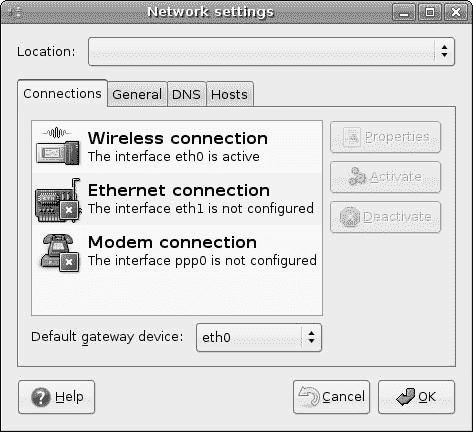 Network settings
Location:
Connections General DNS Hosts
Wireless connection
The interface eth0 is active
Ethernet connection
The interface eth1 is not configured
Modem connection
The interface ppp0 is not configured
Properties
Activate
Deactivate
Default gateway device: eth0
Help Cancel OK